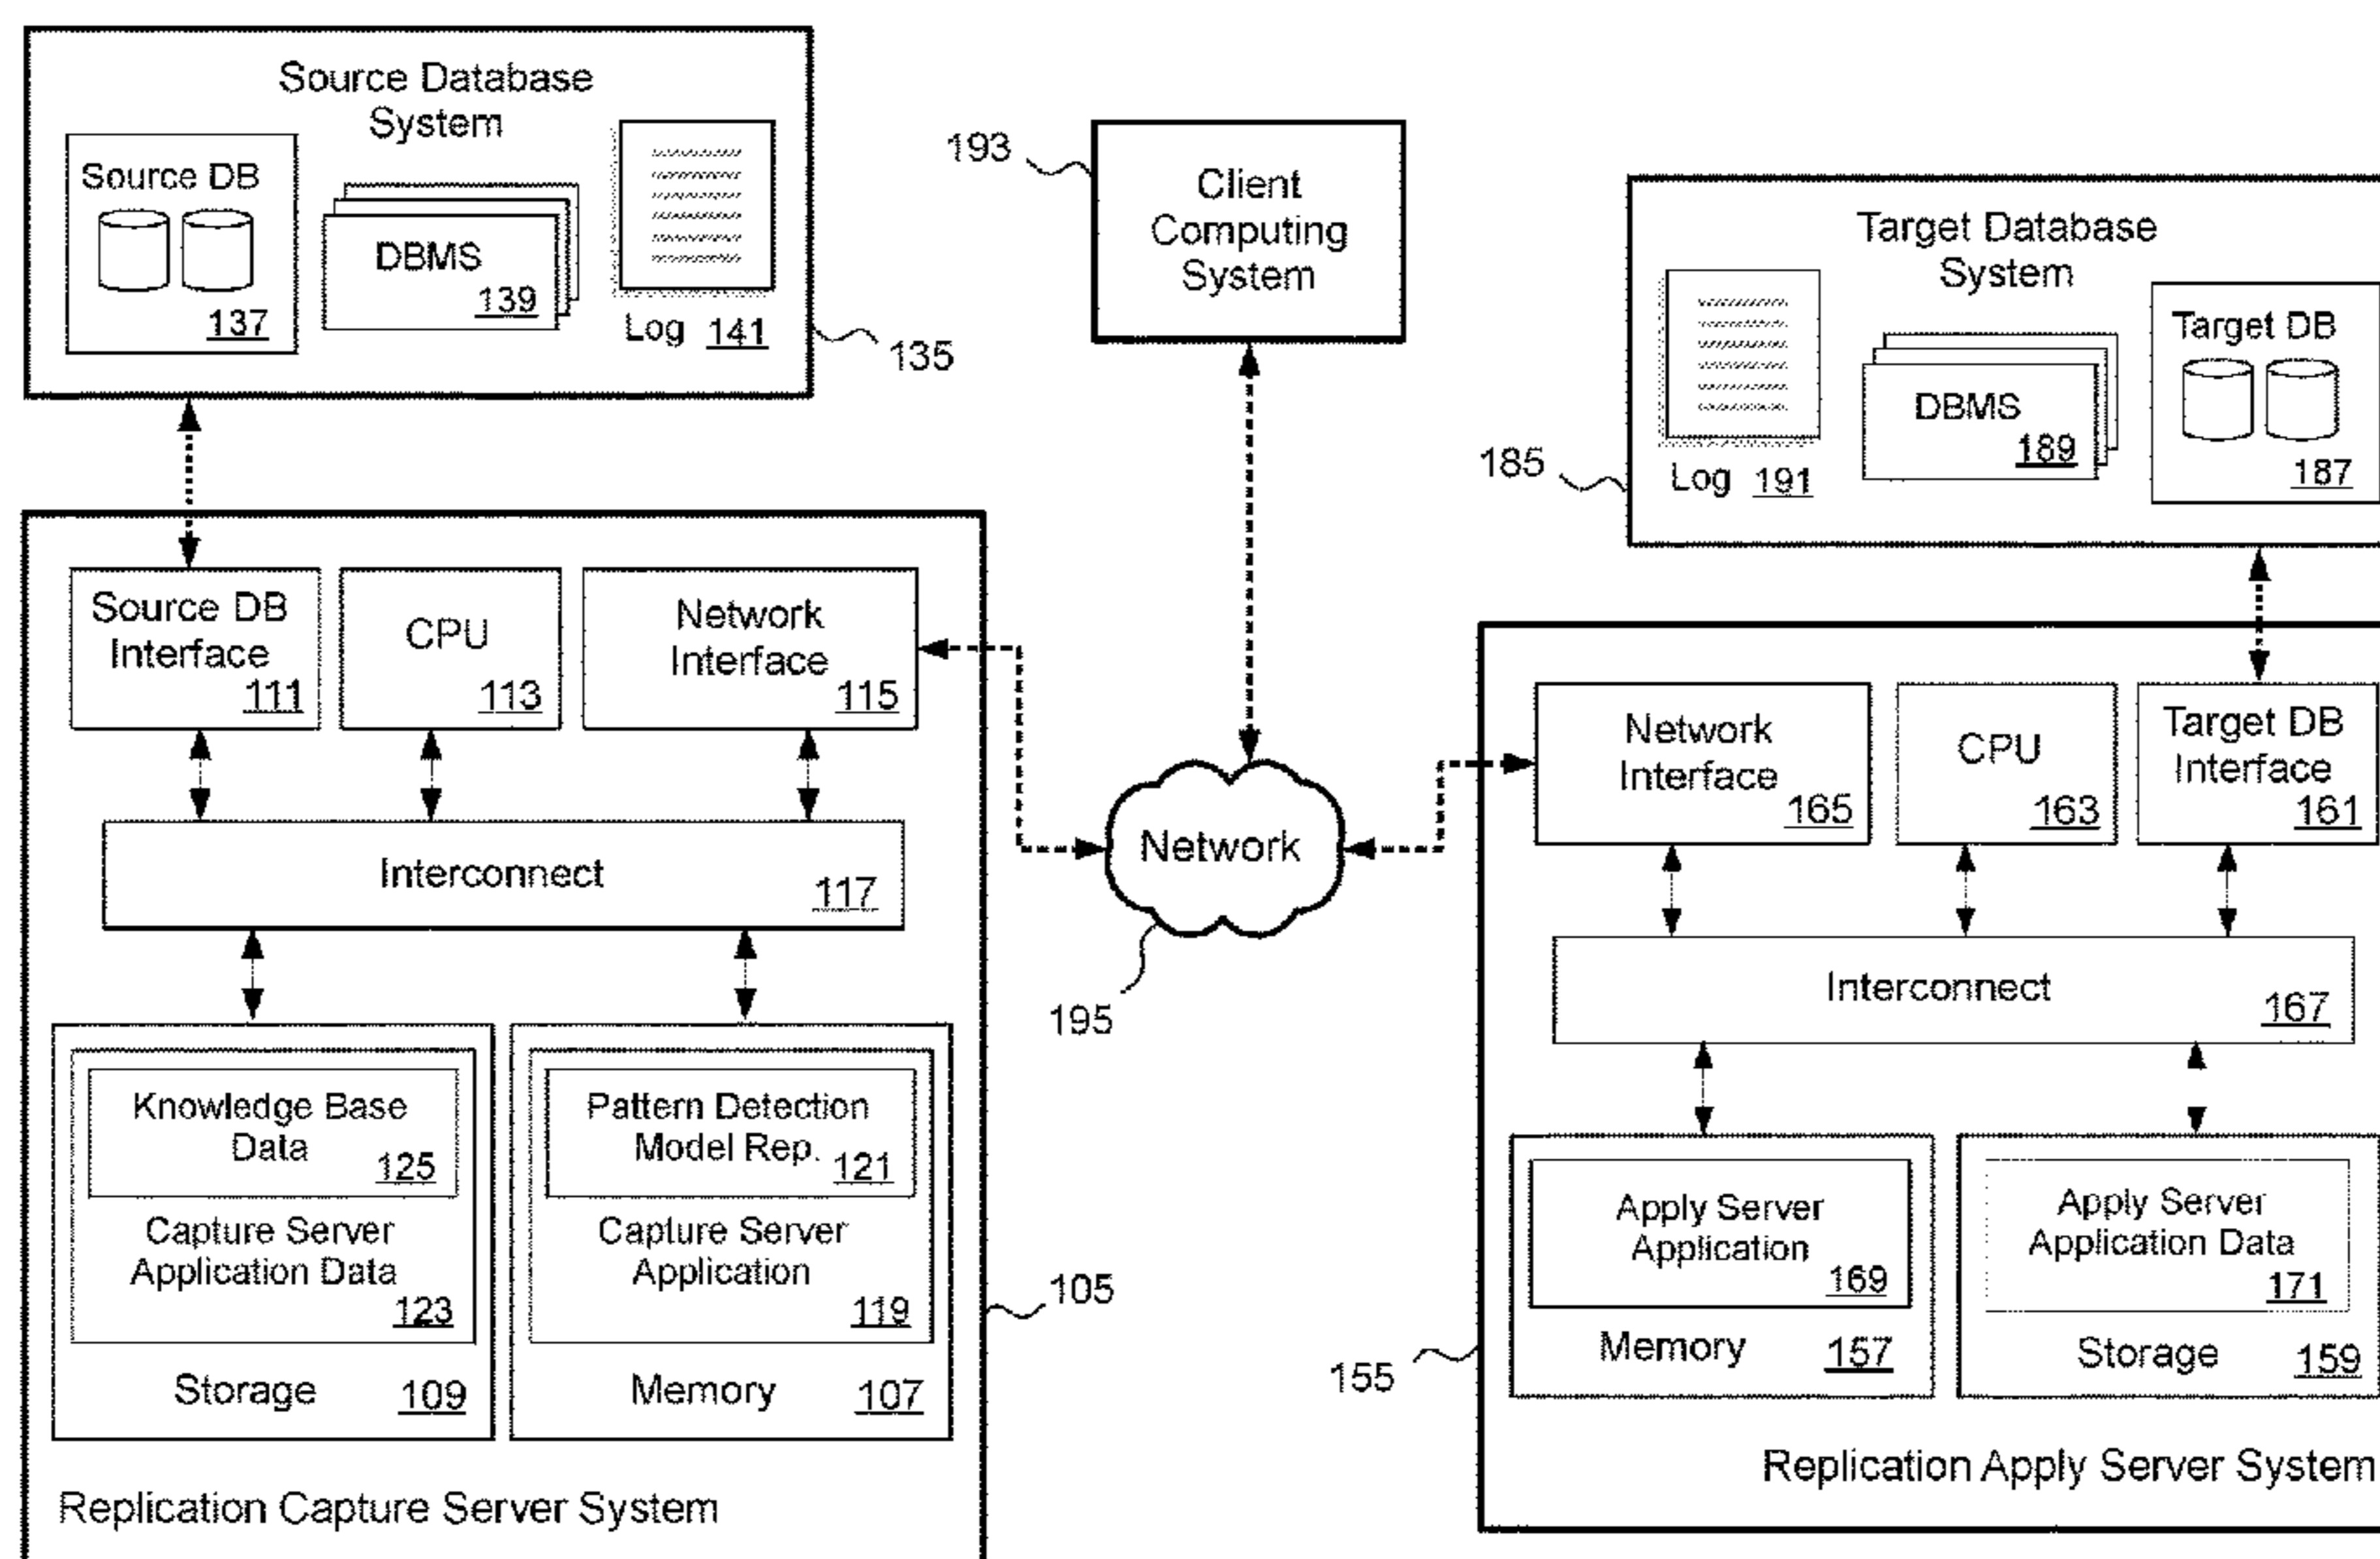 Source Database
System
Source DB
137
DBMS
139
Log 141
135
193
Client
Computing
System
Target Database
System
Log 191
DBMS
189
Target DB
187
185
Source DB
Interface
111
CPU
113
Network
Interface
115
Interconnect
117
Knowledge Base
Data
125
Capture Server
Application Data
123
Storage 109
Pattern Detection
Model Rep. 121
Capture Server
Application
119
Memory 107
Replication Capture Server System
105
Network
195
Network
Interface
165
CPU
163
Target DB
Interface
161
Interconnect
167
Apply Server
Application
169
Memory 157
Apply Server
Application Data
171
Storage 159
155
Replication Apply Server System